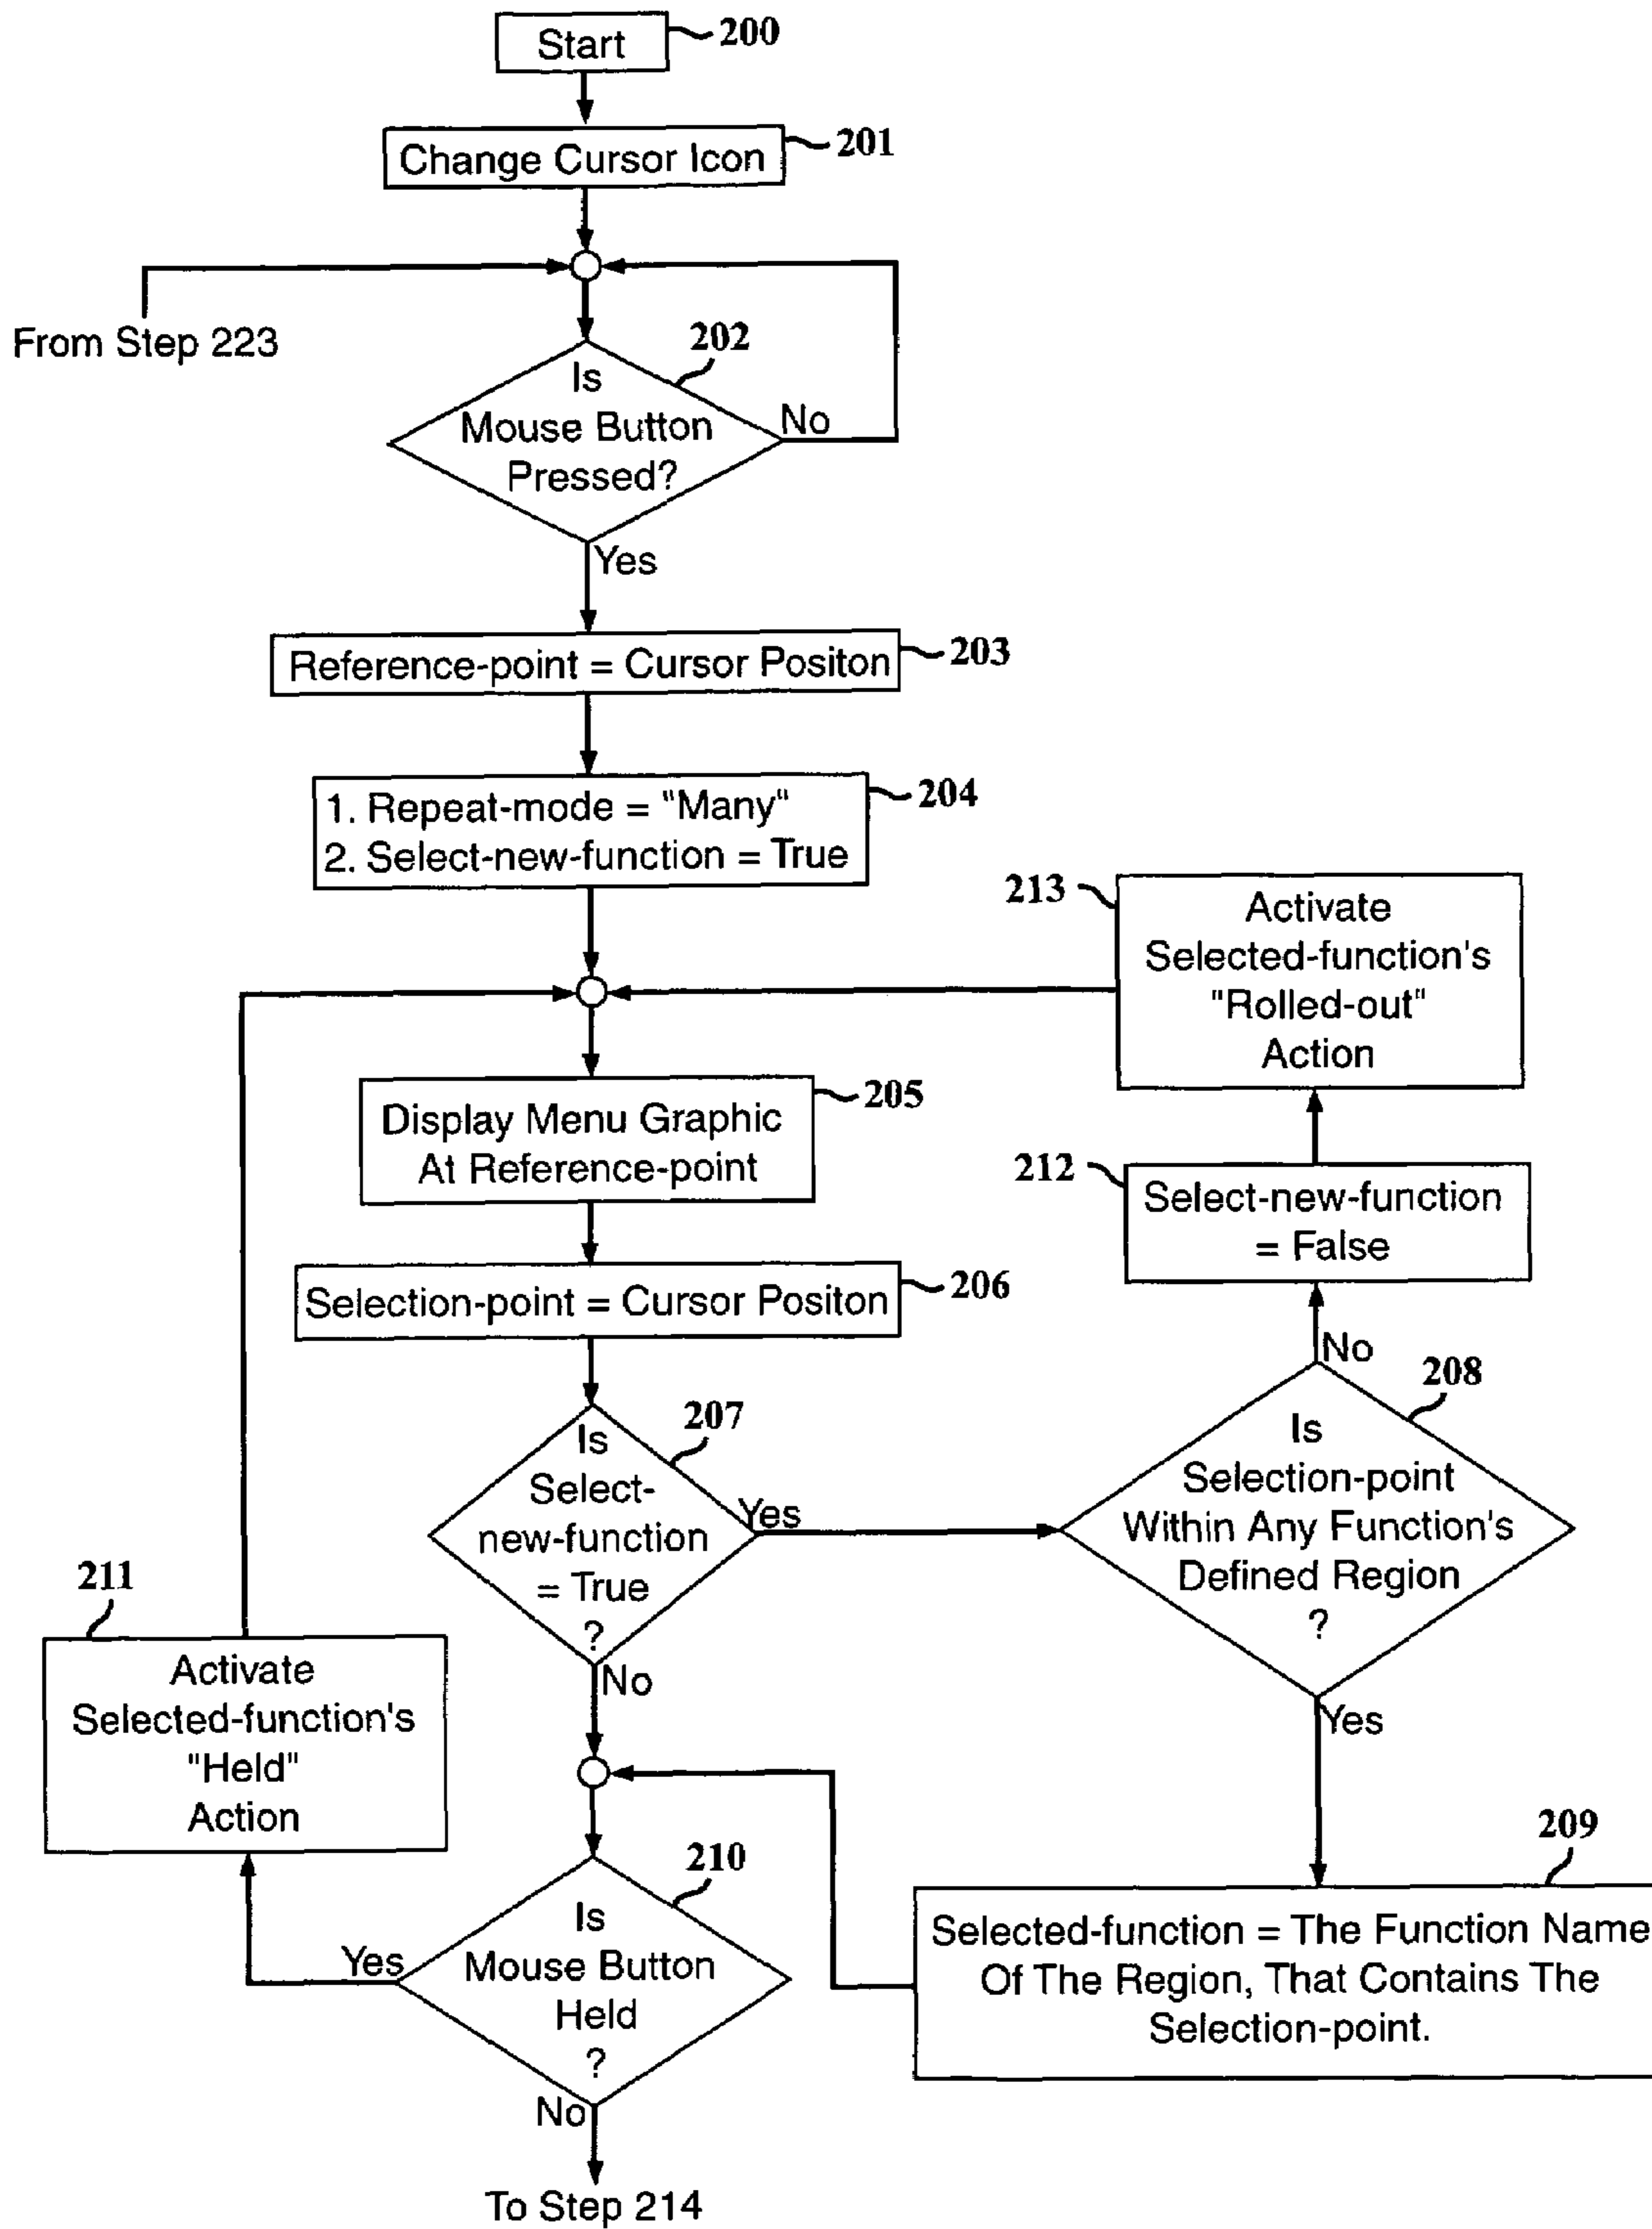 Start
200
Change Cursor Icon
201
From Step 223
202
Is
Mouse Button
Pressed?
No
Yes
Reference-point = Cursor Positon
203
1. Repeat-mode = "Many"
2. Select-new-function = True
204
213
Activate
Selected-function's
"Rolled-out"
Action
Display Menu Graphic
At Reference-point
205
212
Select-new-function
= False
Selection-point = Cursor Positon
206
No
208
207
Is
Select-
new-function
= True
?
Yes
No
Is
Selection-point
Within Any Function's
Defined Region
?
Yes
211
Activate
Selected-function's
"Held"
Action
209
Selected-function = The Function Name
Of The Region, That Contains The
Selection-point.
210
Is
Mouse Button
Held
?
Yes
No
To Step 214